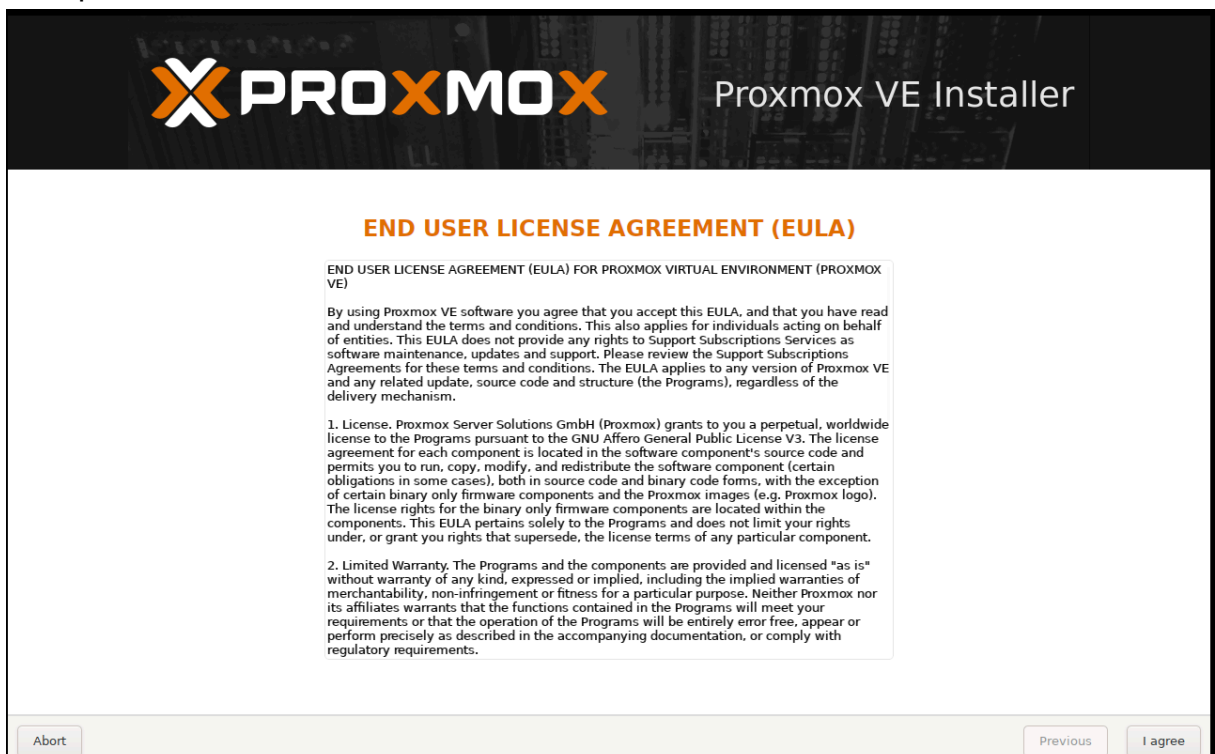 PROXMOX
Proxmox VE Installer
END USER LICENSE AGREEMENT (EULA)
END USER LICENSE AGREEMENT (EULA) FOR PROXMOX VIRTUAL ENVIRONMENT (PROXMOX
VE)
By using Proxmox VE software you agree that you accept this EULA, and that you have read
and understand the terms and conditions. This also applies for individuals acting on behalf
of entities. This EULA does not provide any rights to Support Subscriptions Services as
software maintenance, updates and support. Please review the Support Subscriptions
Agreements for these terms and conditions. The EULA applies to any version of Proxmox VE
and any related update, source code and structure (the Programs), regardless of the
delivery mechanism.
1. License. Proxmox Server Solutions GmbH (Proxmox) grants to you a perpetual, worldwide
license to the Programs pursuant to the GNU Affero General Public License V3. The license
agreement for each component is located in the software component's source code and
permits you to run, copy, modify, and redistribute the software component (certain
obligations in some cases), both in source code and binary code forms, with the exception
of certain binary only firmware components and the Proxmox images (e.g. Proxmox logo).
The license rights for the binary only firmware components are located within the
components. This EULA pertains solely to the Programs and does not limit your rights
under, or grant you rights that supersede, the license terms of any particular component.
2. Limited Warranty. The Programs and the components are provided and licensed "as is"
without warranty of any kind, expressed or implied, including the implied warranties of
merchantability, non-infringement or fitness for a particular purpose. Neither Proxmox nor
its affiliates warrants that the functions contained in the Programs will meet your
requirements or that the operation of the Programs will be entirely error free, appear or
perform precisely as described in the accompanying documentation, or comply with
regulatory requirements.
Abort
Previous
I agree